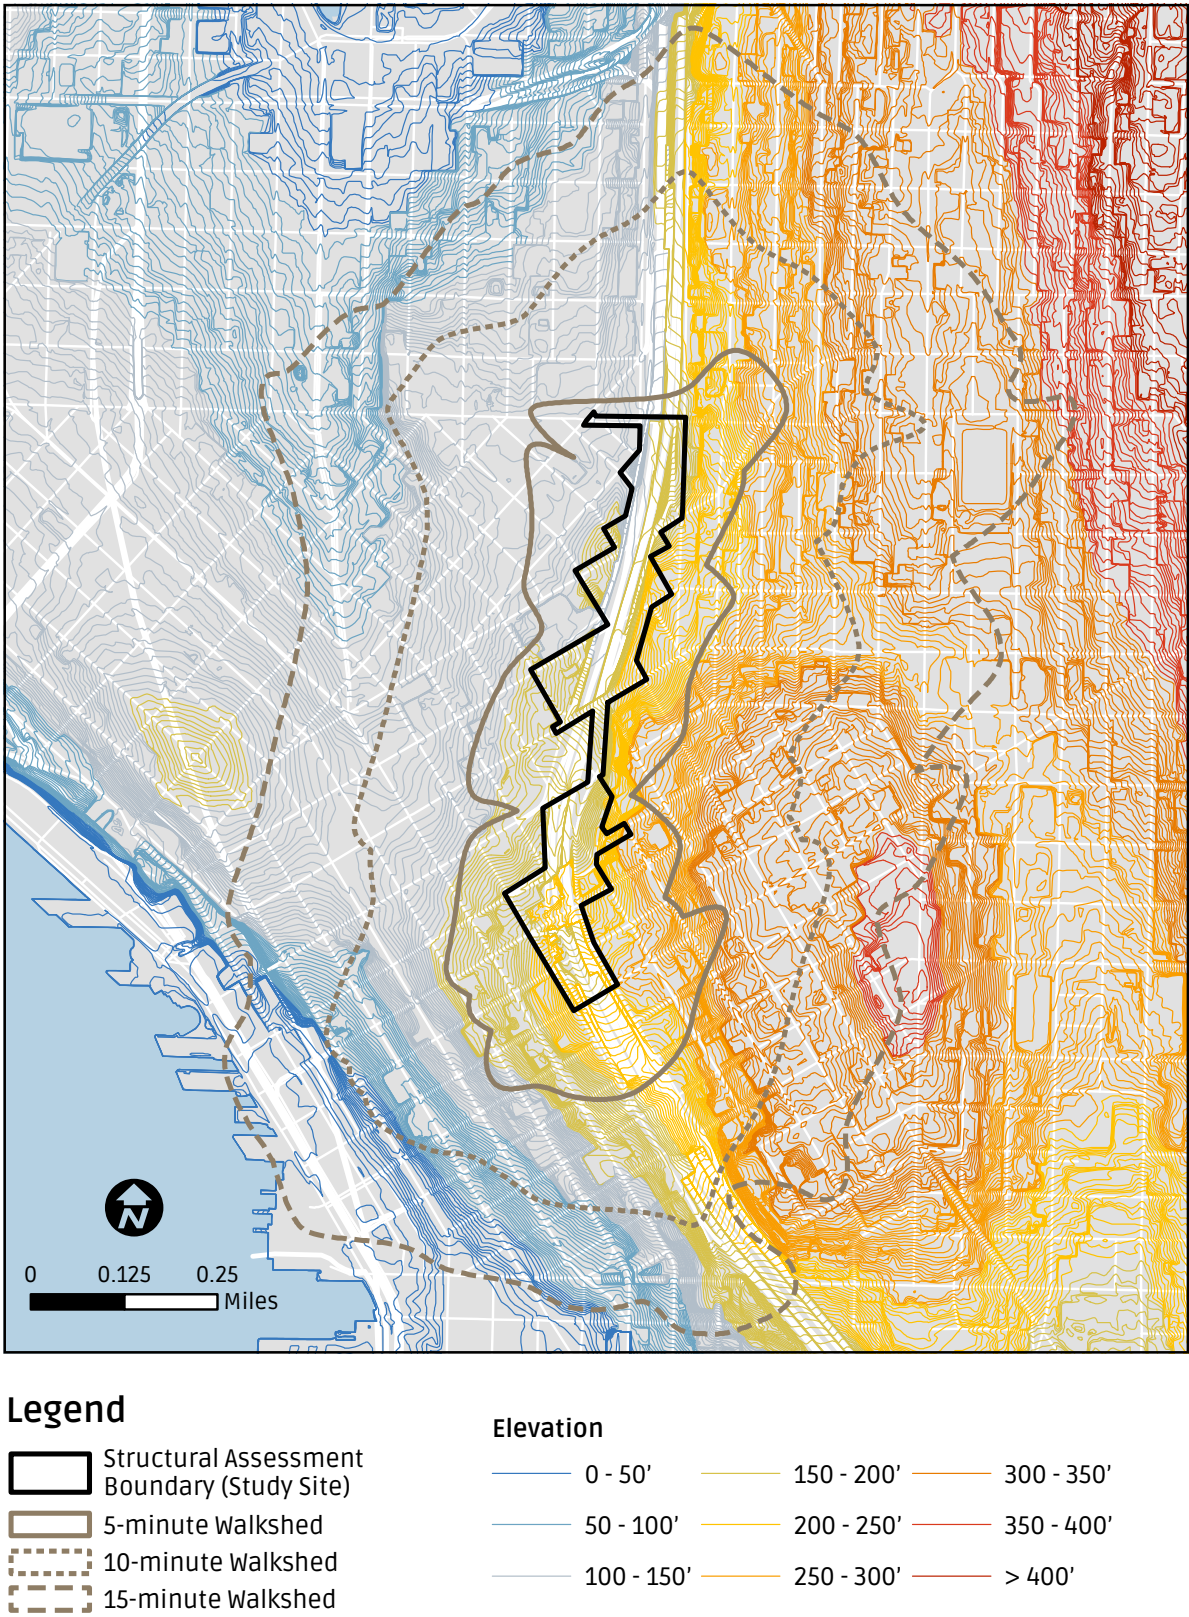 N
0 0.125 0.25
Miles
Legend
Structural Assessment
Boundary (Study Site)
5-minute Walkshed
10-minute Walkshed
15-minute Walkshed
Elevation
0 - 50’
50 - 100’
100 - 150’
150 - 200’
200 - 250’
250 - 300’
300 - 350’
350 - 400’
> 400’